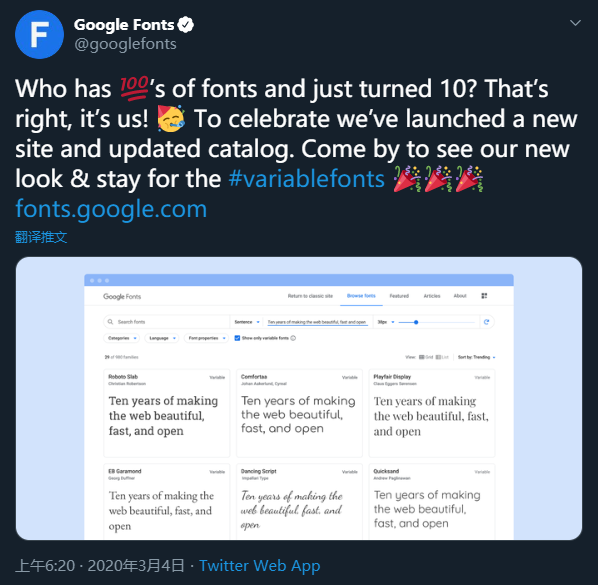 Google Fonts
@googlefonts
Who has 💯's of fonts and just turned 10? That's
right, it's us! 🥳 To celebrate we've launched a new
site and updated catalog. Come by to see our new
look & stay for the #variablefonts 🎉🎉🎉
fonts.google.com
翻译推文
Google Fonts Return to classic site Browse fonts Featured Articles About
Search fonts Sentence Ten years of making the web beautiful, fast and open
Categories Language Font properties Show only variable fonts
View: Grid List Sort by: Trending
Roboto Slab Variable Comfortaa Variable Playfair Display Variable
Christian Robertson Johan Aakerlund, Cyreal Claus Eggers Sørensen
Ten years of making Ten years of making Ten years of making
the web beautiful, the web beautiful, the web beautiful, fast,
fast, and open fast, and open and open
EB Garamond Variable Dancing Script Variable Quicksand Variable
Georg Duffner Impallari Type Andrew Paglinawan
Ten years of making the Ten years of making the Ten years of making
web beautiful, fast, and web beautiful, fast, and the web beautiful,
open open fast, and open
上午6:20 · 2020年3月4日 · Twitter Web App